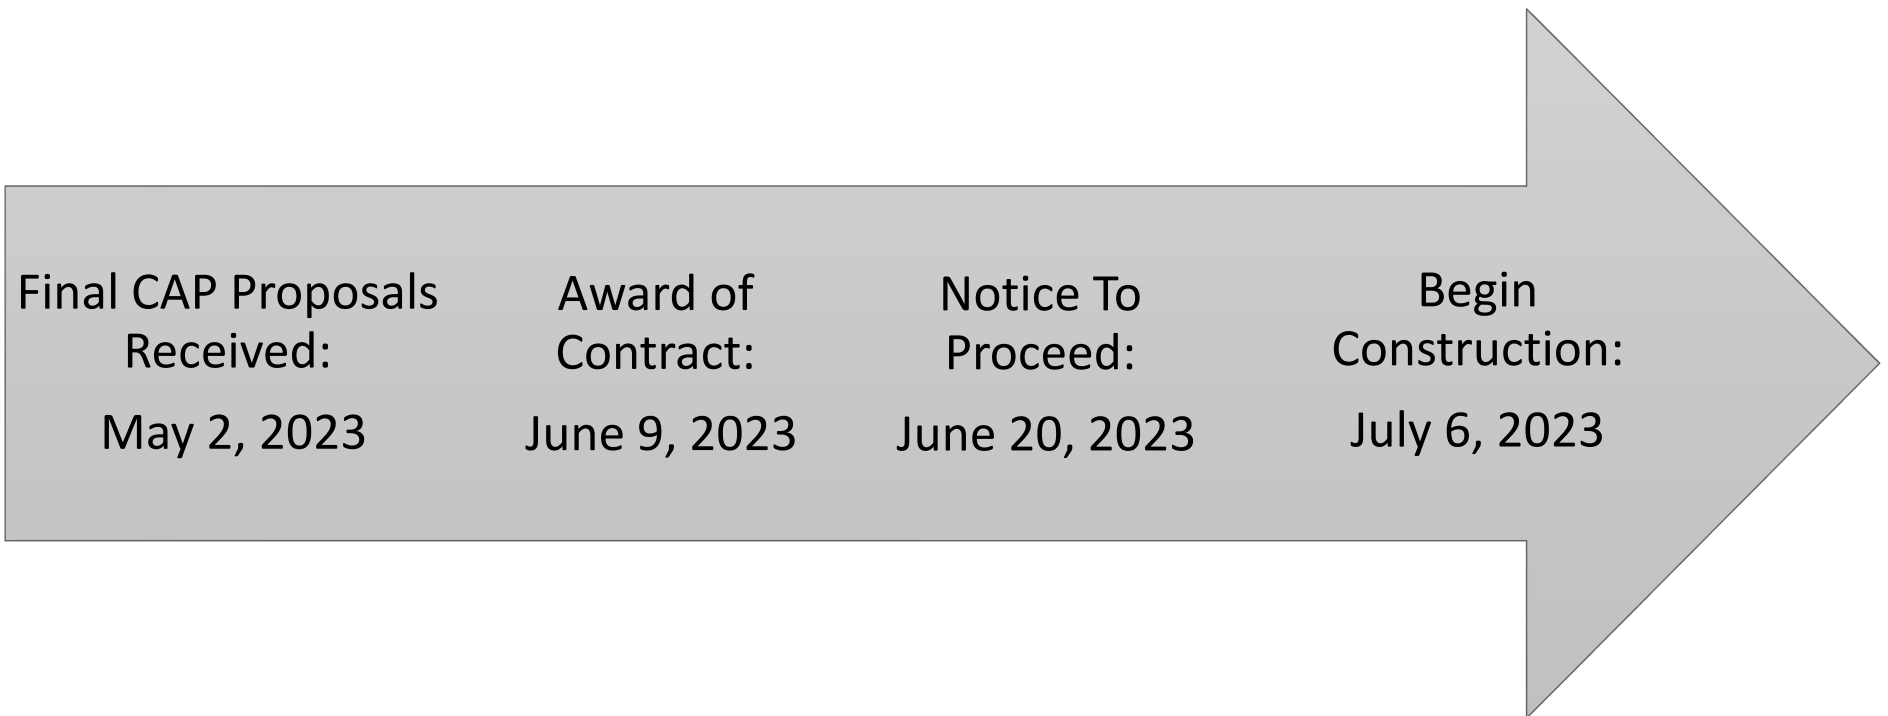 Final CAP Proposals
Received:
May 2, 2023
Award of
Contract:
June 9, 2023
Notice To
Proceed:
June 20, 2023
Begin
Construction:
July 6, 2023